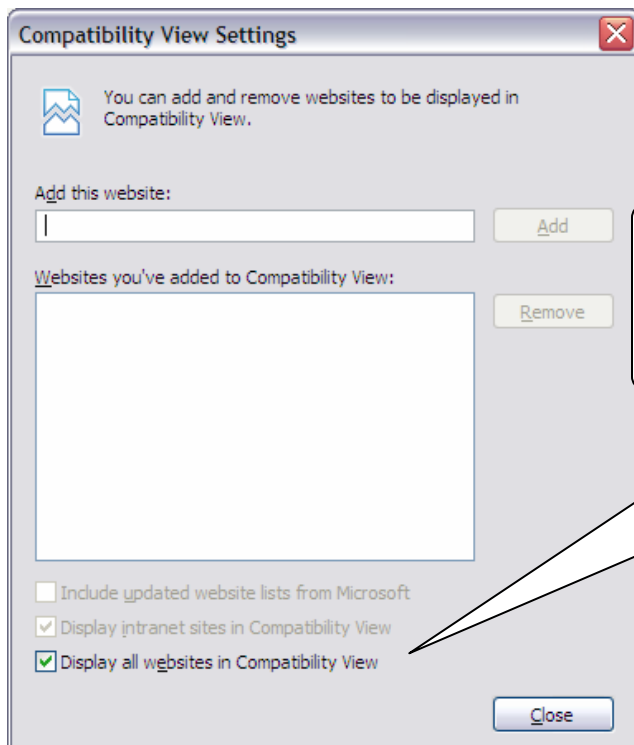 Compatibility View Settings
You can add and remove websites to be displayed in
Compatibility View.
Add this website:
Add
Websites you've added to Compatibility View:
Remove
Include updated website lists from Microsoft
Display intranet sites in Compatibility View
Display all websites in Compatibility View
Close